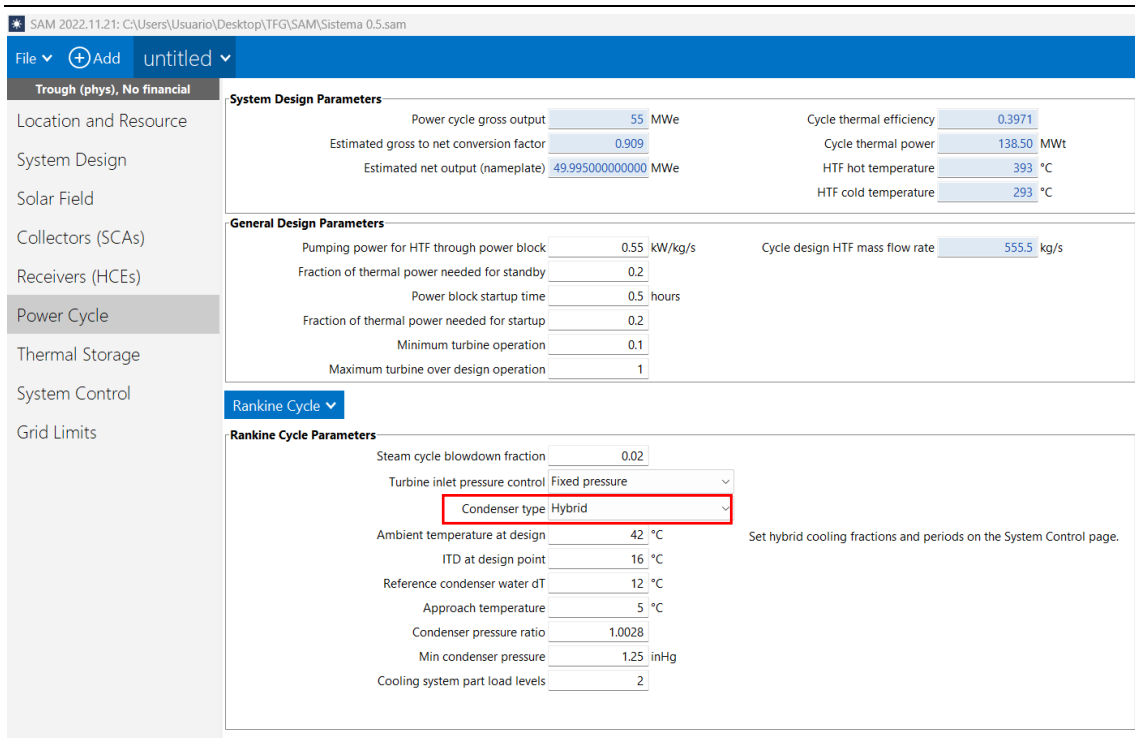 SAM 2022.11.21: C:\Users\Usuario\Desktop\TFG\SAM\Sistema 0.5.sam
File Add untitled
Trough (phys), No financial
Location and Resource
System Design
Solar Field
Collectors (SCAs)
Receivers (HCEs)
Power Cycle
Thermal Storage
System Control
Grid Limits
System Design Parameters
Power cycle gross output 55 MWe Cycle thermal efficiency 0.3971
Estimated gross to net conversion factor 0.909 Cycle thermal power 138.50 MWt
Estimated net output (nameplate) 49.995000000000 MWe HTF hot temperature 393 °C
HTF cold temperature 293 °C
General Design Parameters
Pumping power for HTF through power block 0.55 kW/kg/s Cycle design HTF mass flow rate 555.5 kg/s
Fraction of thermal power needed for standby 0.2
Power block startup time 0.5 hours
Fraction of thermal power needed for startup 0.2
Minimum turbine operation 0.1
Maximum turbine over design operation 1
Rankine Cycle
Rankine Cycle Parameters
Steam cycle blowdown fraction 0.02
Turbine inlet pressure control Fixed pressure
Condenser type Hybrid
Ambient temperature at design 42 °C Set hybrid cooling fractions and periods on the System Control page.
ITD at design point 16 °C
Reference condenser water dT 12 °C
Approach temperature 5 °C
Condenser pressure ratio 1.0028
Min condenser pressure 1.25 inHg
Cooling system part load levels 2